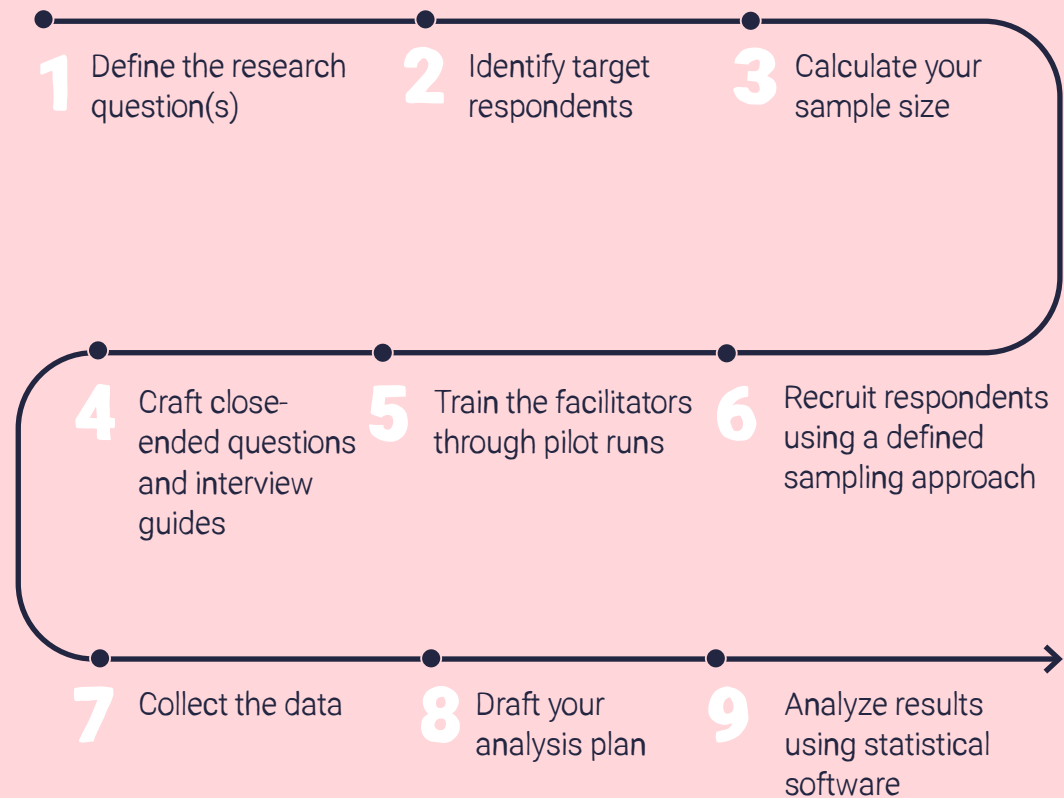 1 Define the research
question(s)
2 Identify target
respondents
3 Calculate your
sample size
4 Craft close-
ended questions
and interview
guides
5 Train the facilitators
through pilot runs
6 Recruit respondents
using a defined
sampling approach
7 Collect the data
8 Draft your
analysis plan
9 Analyze results
using statistical
software